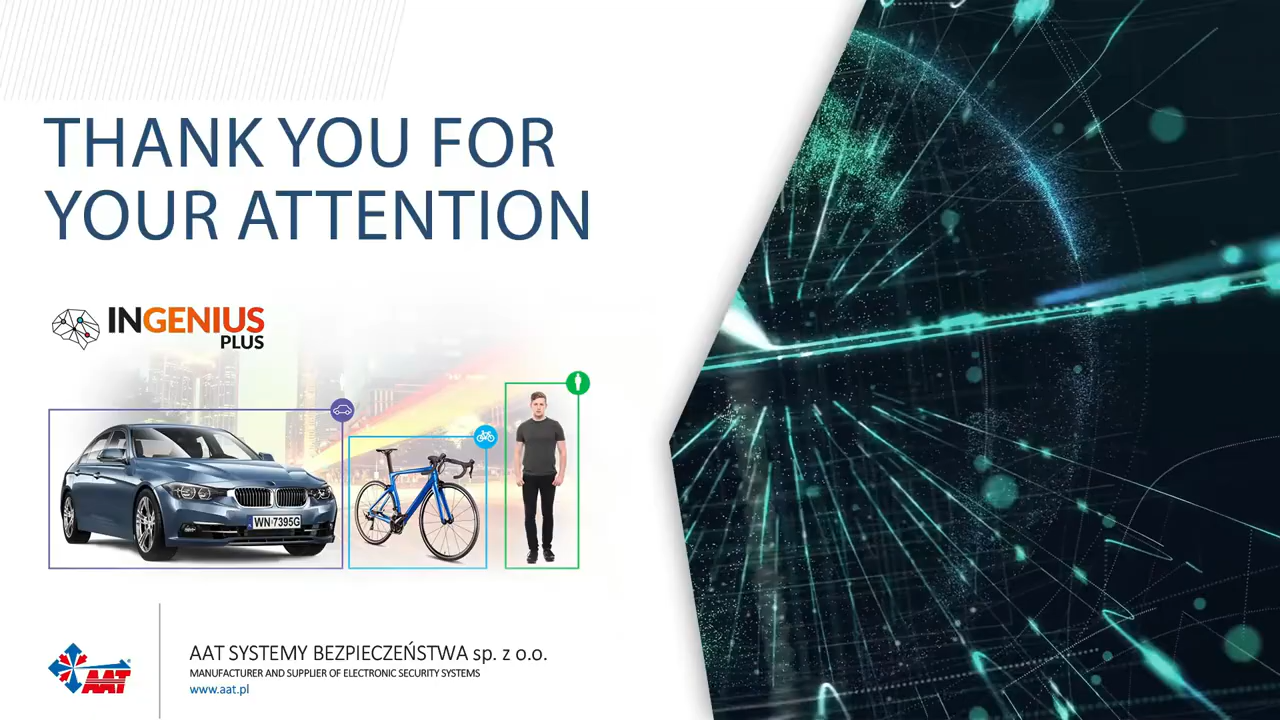 THANK YOU FOR
YOUR ATTENTION
INGENIUS
PLUS
WN 7395G
AAT SYSTEMY BEZPIECZEŃSTWA sp. z o.o.
AAT
MANUFACTURER AND SUPPLIER OF ELECTRONIC SECURITY SYSTEMS
www.aat.pl